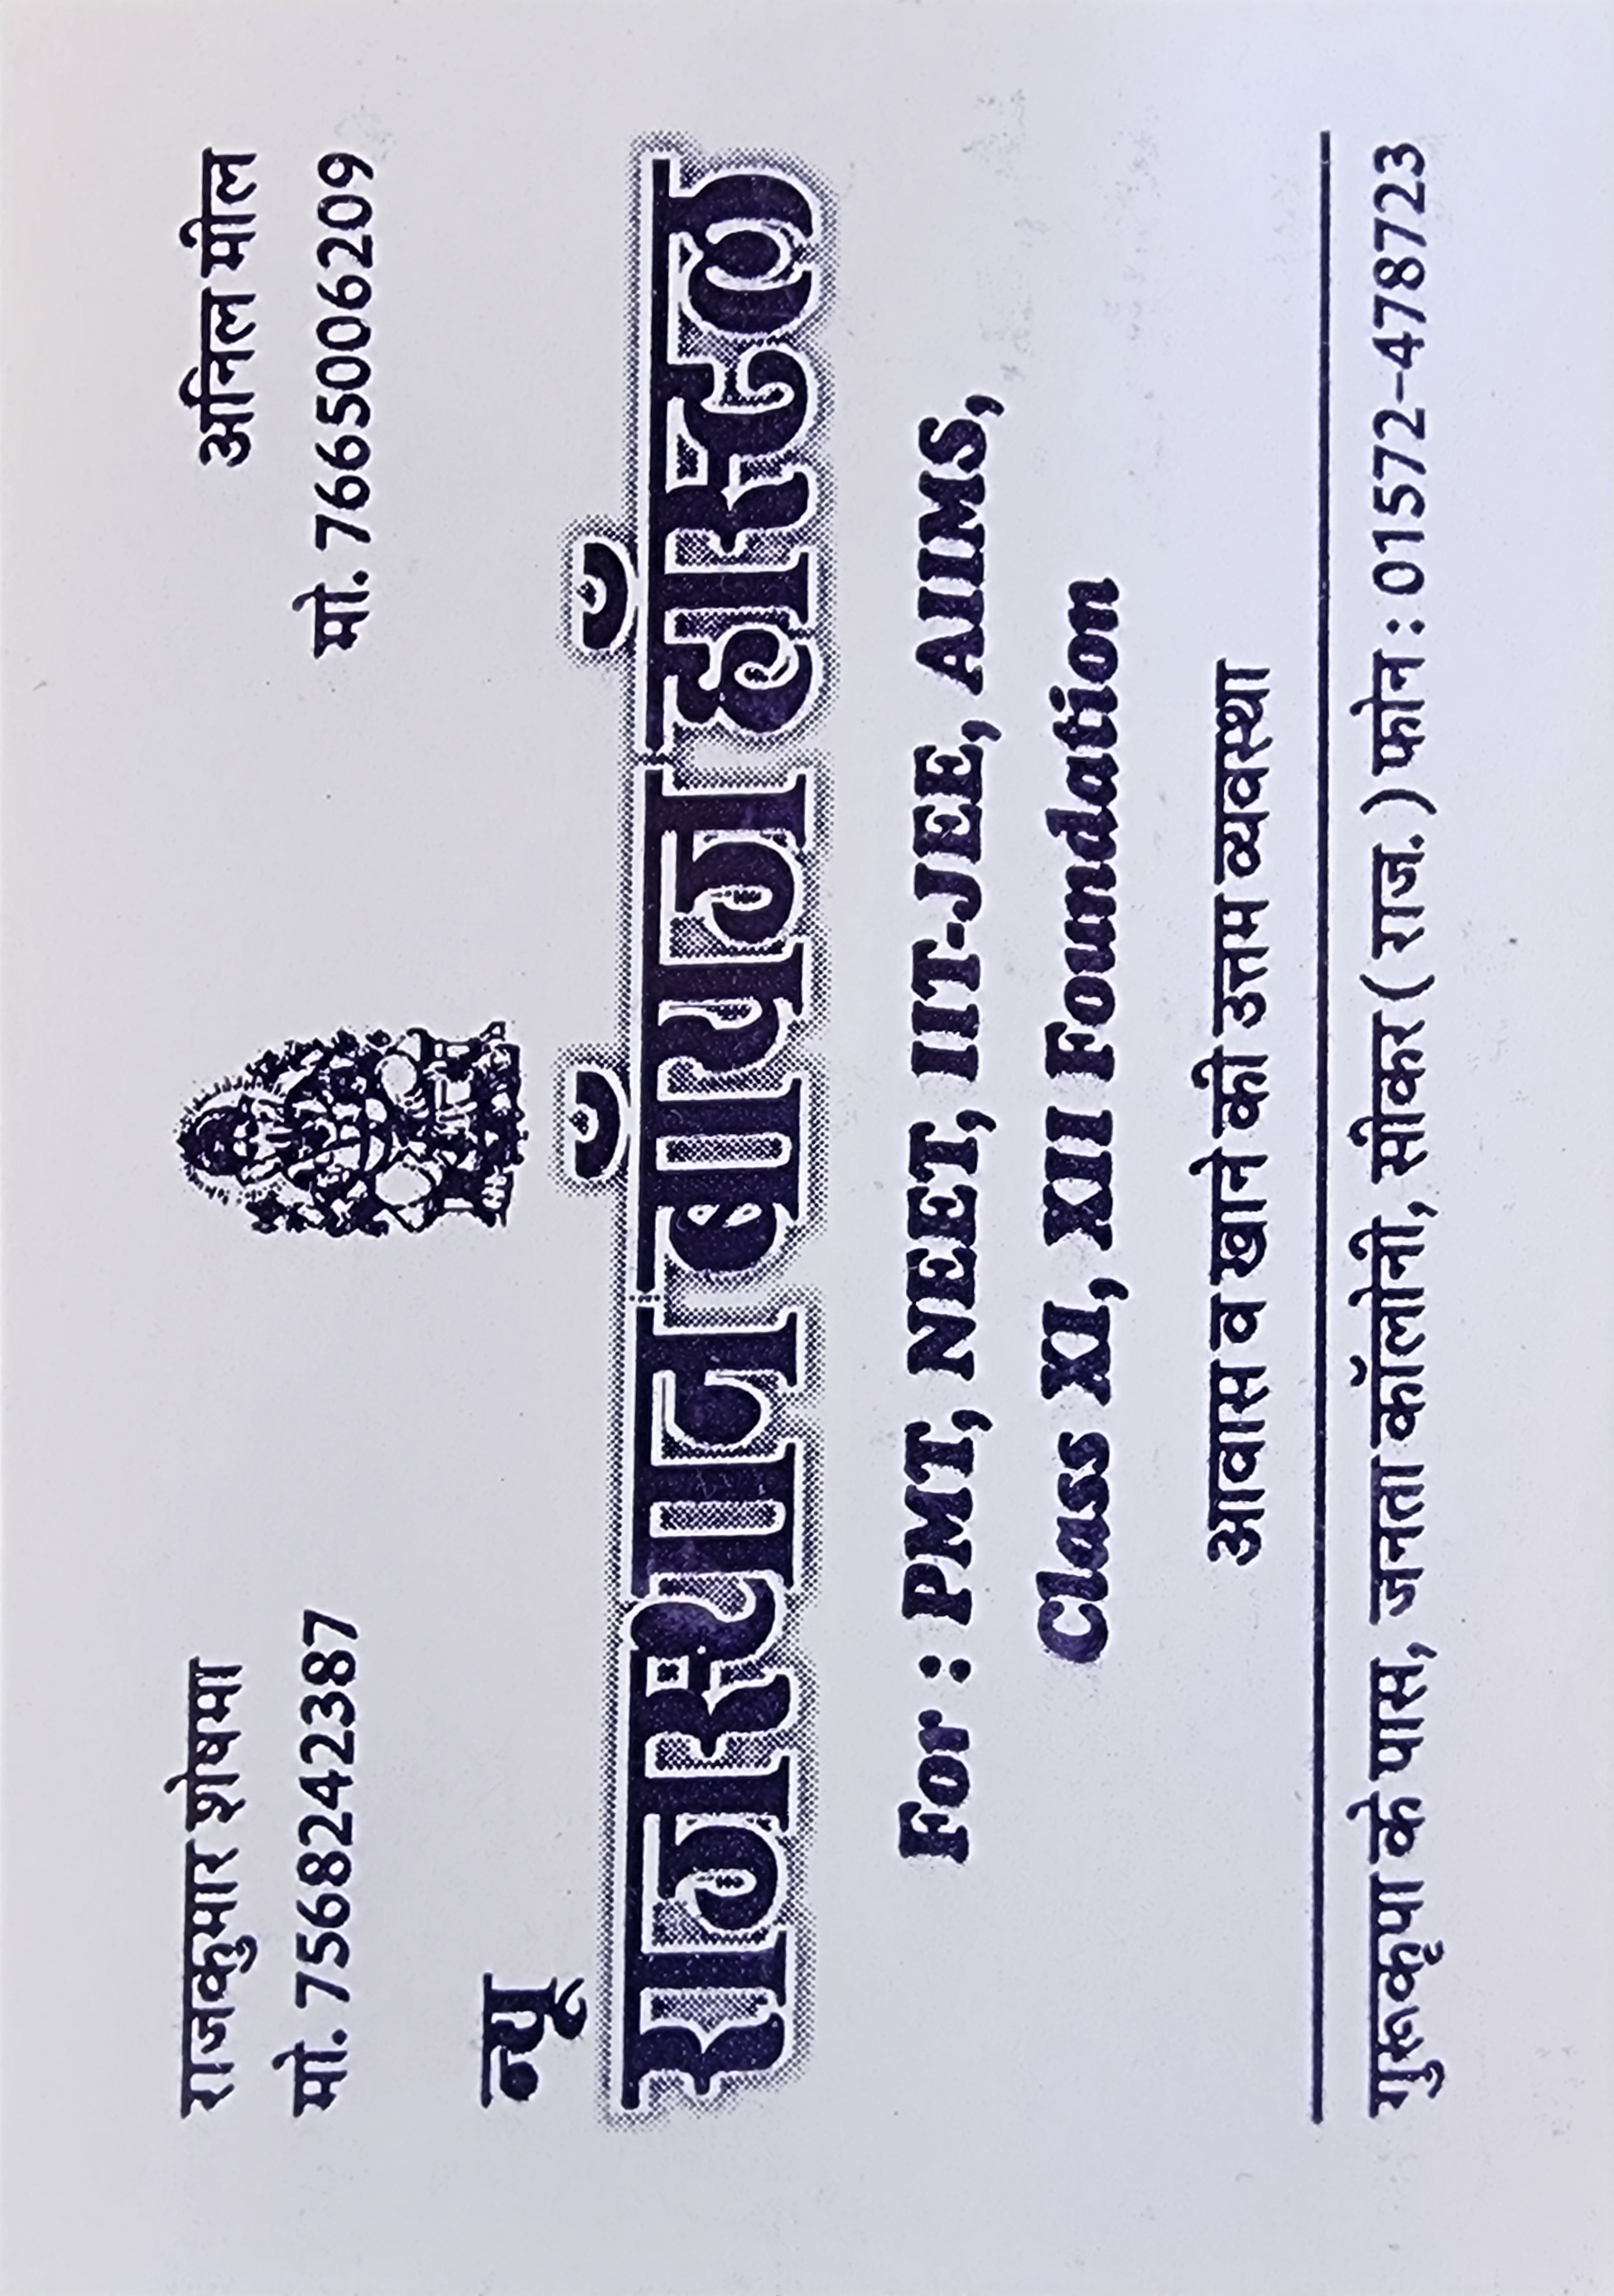 राजकुमार शेषमा
मो. 7568242387
अनिल मील
मो. 7665006209
न्यू
राजस्थान बॉयज हॉस्टल
For : PMT, NEET, IIT-JEE, AIIMS,
Class XI, XII Foundation
आवास व खाने की उत्तम व्यवस्था
गुरूकृपा के पास, जनता कॉलोनी, सीकर ( राज. ) फोन : 01572-478723